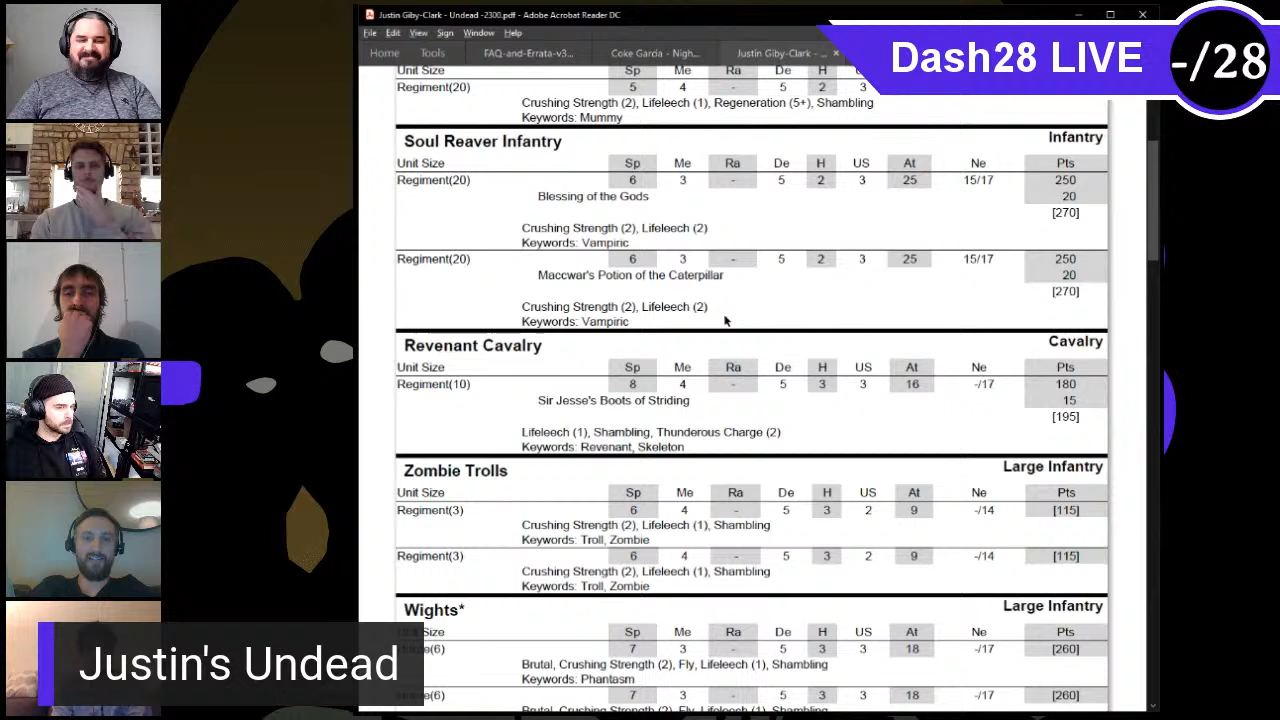 Justin Giby-Clark - Undead -2300.pdf - Adobe Acrobat Reader DC
File Edit View Sign Window Help
Home Tools FAQ-and-Errata-v3... Coke Garcia - Nigh... Justin Giby-Clark - ... ×
Dash28 LIVE
-/28
Unit Size Sp Me Ra De H
Regiment(20) 5 4 - 5 2 3
Crushing Strength (2), Lifeleech (1), Regeneration (5+), Shambling
Keywords: Mummy
Soul Reaver Infantry Infantry
Unit Size Sp Me Ra De H US At Ne Pts
Regiment(20) 6 3 - 5 2 3 25 15/17 250
Blessing of the Gods 20
[270]
Crushing Strength (2), Lifeleech (2)
Keywords: Vampiric
Regiment(20) 6 3 - 5 2 3 25 15/17 250
Maccwar's Potion of the Caterpillar 20
[270]
Crushing Strength (2), Lifeleech (2)
Keywords: Vampiric
Revenant Cavalry Cavalry
Unit Size Sp Me Ra De H US At Ne Pts
Regiment(10) 8 4 - 5 3 3 16 -/17 180
Sir Jesse's Boots of Striding 15
[195]
Lifeleech (1), Shambling, Thunderous Charge (2)
Keywords: Revenant, Skeleton
Zombie Trolls Large Infantry
Unit Size Sp Me Ra De H US At Ne Pts
Regiment(3) 6 4 - 5 3 2 9 -/14 [115]
Crushing Strength (2), Lifeleech (1), Shambling
Keywords: Troll, Zombie
Regiment(3) 6 4 - 5 3 2 9 -/14 [115]
Crushing Strength (2), Lifeleech (1), Shambling
Keywords: Troll, Zombie
Wights* Large Infantry
Size Sp Me Ra De H US At Ne Pts
(6) 7 3 - 5 3 3 18 -/17 [260]
Brutal, Crushing Strength (2), Fly, Lifeleech (1), Shambling
Keywords: Phantasm
(6) 7 3 - 5 3 3 18 -/17 [260]
Brutal, Crushing Strength (2), Fly, Lifeleech (1), Shambling
Justin's Undead